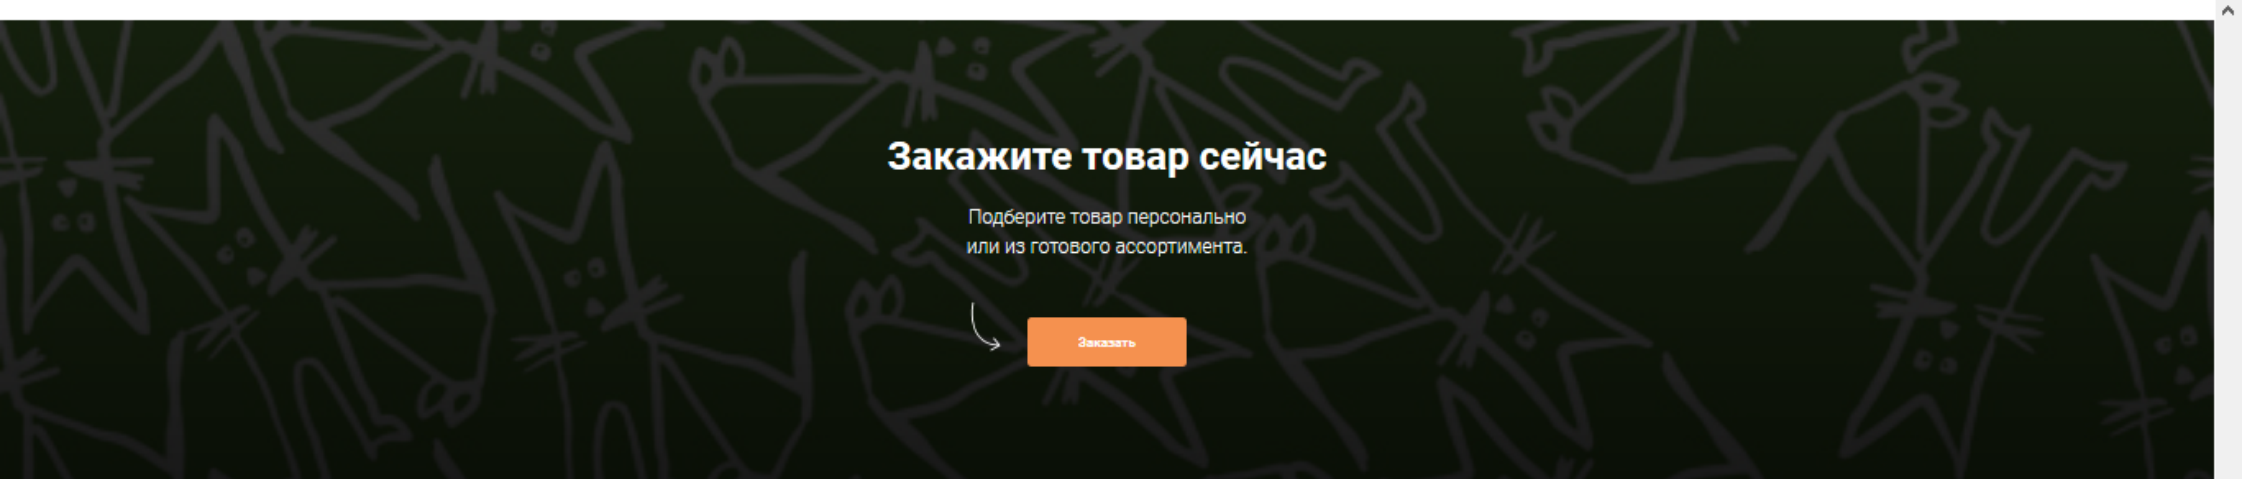 Закажите товар сейчас
Подберите товар персонально
или из готового ассортимента.
Заказать